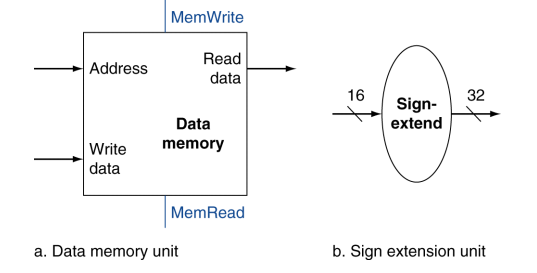 MemWrite
Address
Read
data
Data
memory
Write
data
MemRead
16
Sign-
extend
32
a. Data memory unit
b. Sign extension unit